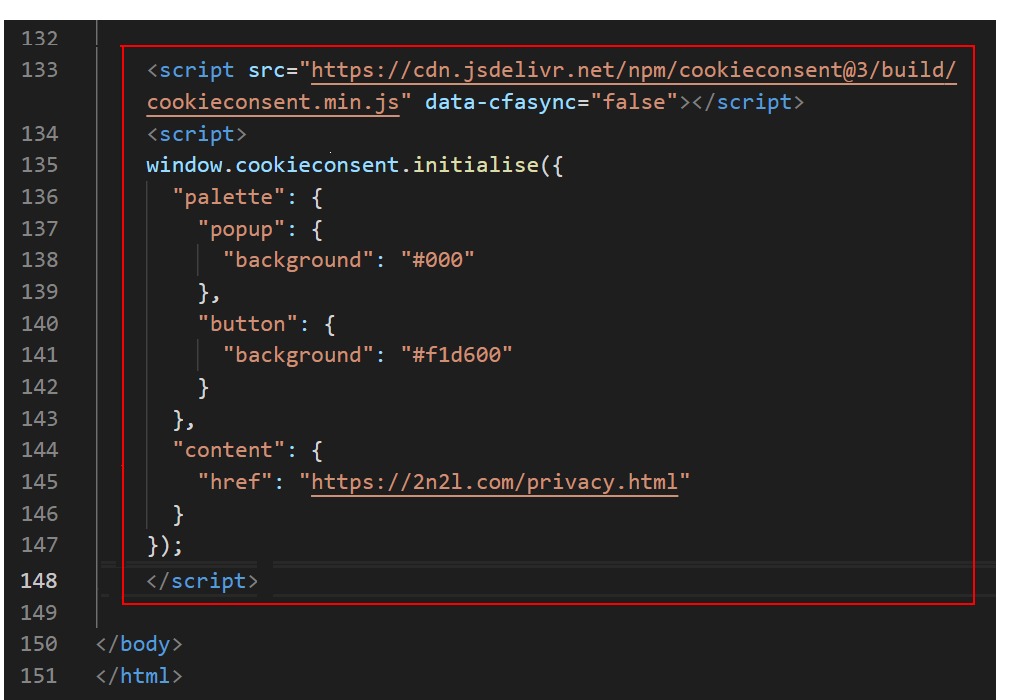 132
133 <script src="https://cdn.jsdelivr.net/npm/cookieconsent@3/build/
cookieconsent.min.js" data-cfasync="false"></script>
134 <script>
135 window.cookieconsent.initialise({
136 "palette": {
137 "popup": {
138 "background": "#000"
139 },
140 "button": {
141 "background": "#f1d600"
142 }
143 },
144 "content": {
145 "href": "https://2n2l.com/privacy.html"
146 }
147 });
148 </script>
149
150 </body>
151 </html>